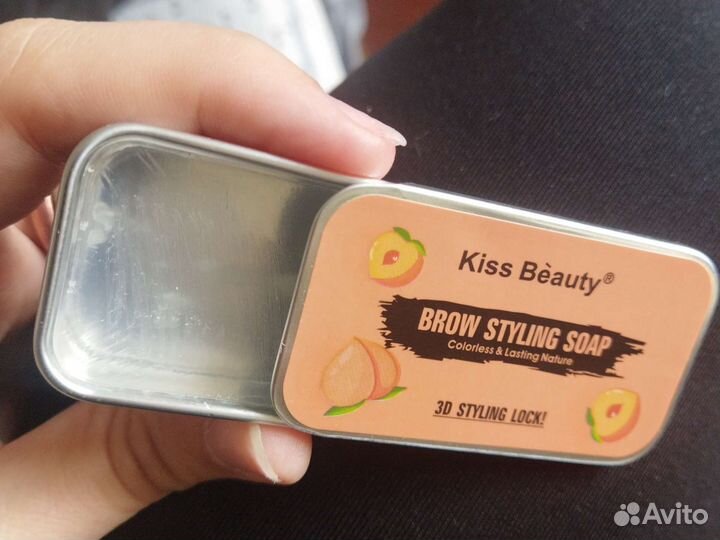 Kiss Bèauty®
BROW STYLING SOAP
Colorless & Lasting Nature
3D STYLING LOCK!
Avito